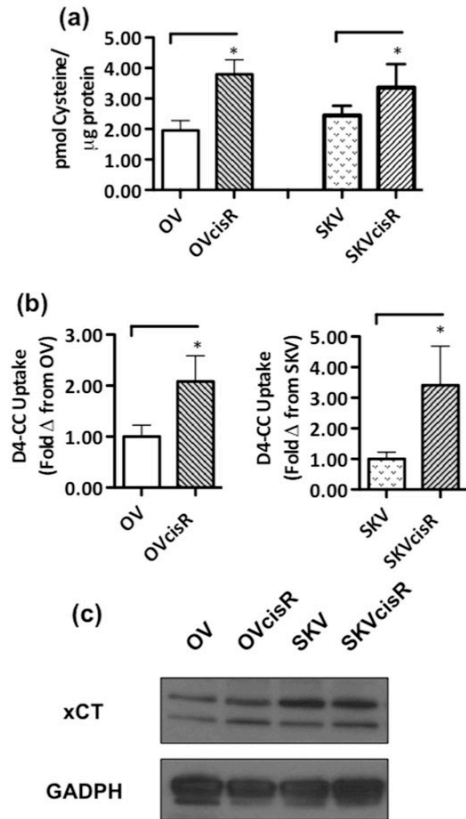 (a)
pmol Cysteine/
µg protein
5.00
4.00
3.00
2.00
1.00
0.00
*
*
OV
OVcisR
SKV
SKVcisR
(b)
D4-CC Uptake
(Fold Δ from OV)
3.00
2.00
1.00
0.00
*
OV
OVcisR
D4-CC Uptake
(Fold Δ from SKV)
5.00
4.00
3.00
2.00
1.00
0.00
*
SKV
SKVcisR
(c)
OV OVcisR SKV SKVcisR
xCT
GADPH